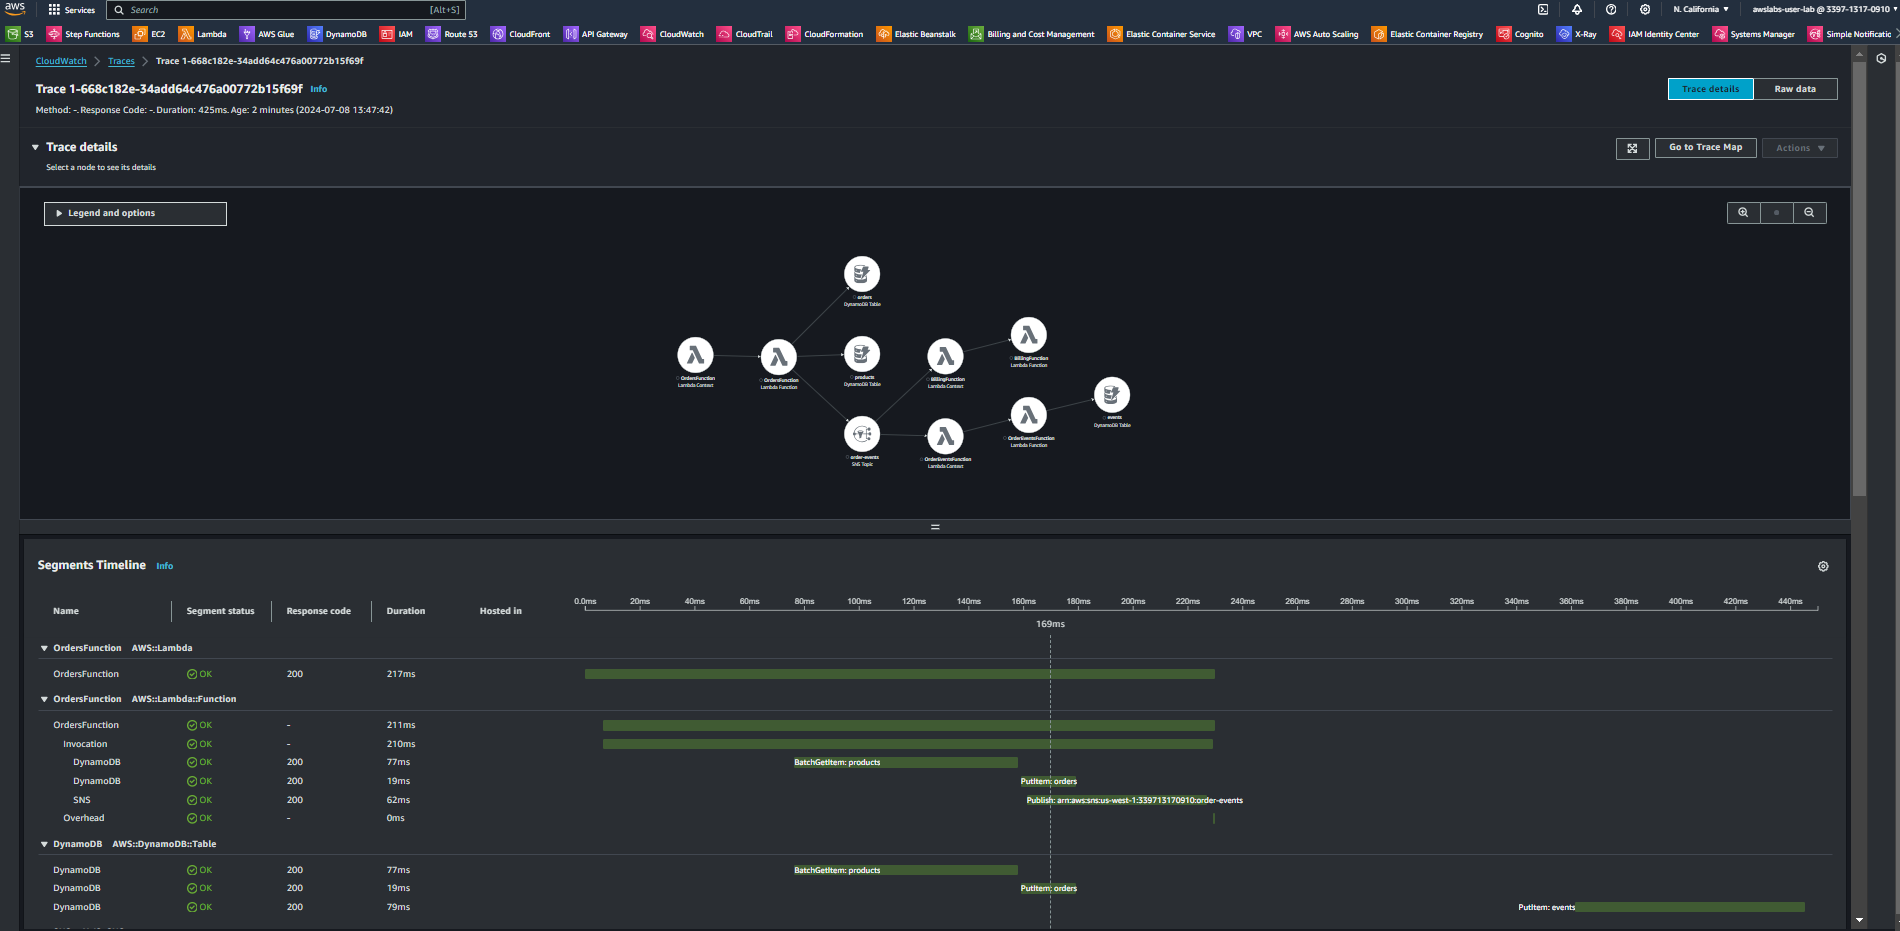 aws
Services
Search
[Alt+S]
N. California
awslabs-user-lab @ 3397-1317-0910
S3
Step Functions
EC2
Lambda
AWS Glue
DynamoDB
IAM
Route 53
CloudFront
API Gateway
CloudWatch
CloudTrail
CloudFormation
Elastic Beanstalk
Billing and Cost Management
Elastic Container Service
VPC
AWS Auto Scaling
Elastic Container Registry
Cognito
X-Ray
IAM Identity Center
Systems Manager
Simple Notificatic
CloudWatch
Traces
Trace 1-668c182e-34add64c476a00772b15f69f
Trace 1-668c182e-34add64c476a00772b15f69f
Info
Method: -. Response Code: -. Duration: 425ms. Age: 2 minutes (2024-07-08 13:47:42)
Trace details
Raw data
Trace details
Select a node to see its details
Go to Trace Map
Actions
Legend and options
orders
DynamoDB Table
OrdersFunction
Lambda Context
OrdersFunction
Lambda Function
products
DynamoDB Table
BillingFunction
Lambda Context
BillingFunction
Lambda Function
order-events
SNS Topic
OrderEventsFunction
Lambda Context
OrderEventsFunction
Lambda Function
events
DynamoDB Table
Segments Timeline
Info
Name
Segment status
Response code
Duration
Hosted in
0.0ms 20ms 40ms 60ms 80ms 100ms 120ms 140ms 160ms 180ms 200ms 220ms 240ms 260ms 280ms 300ms 320ms 340ms 360ms 380ms 400ms 420ms 440ms
169ms
OrdersFunction AWS::Lambda
OrdersFunction OK 200 217ms
OrdersFunction AWS::Lambda::Function
OrdersFunction OK - 211ms
Invocation OK - 210ms
DynamoDB OK 200 77ms BatchGetItem: products
DynamoDB OK 200 19ms PutItem: orders
SNS OK 200 62ms Publish: arn:aws:sns:us-west-1:339713170910:order-events
Overhead OK - 0ms
DynamoDB AWS::DynamoDB::Table
DynamoDB OK 200 77ms BatchGetItem: products
DynamoDB OK 200 19ms PutItem: orders
DynamoDB OK 200 79ms PutItem: events